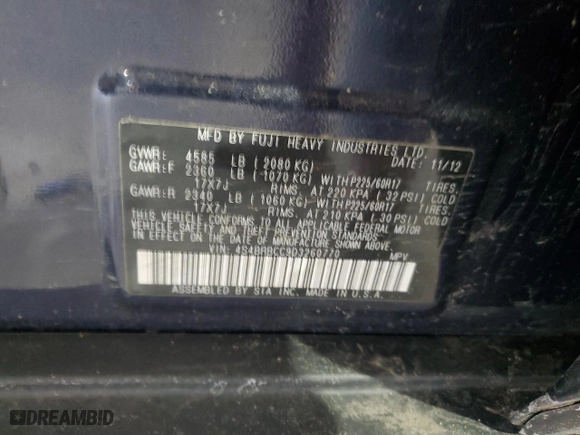 MFD BY FUJI HEAVY INDUSTRIES LTD.
GVWR: 4585 LB (2080 KG) DATE: 11/12
GAWR:F 2360 LB (1070 KG) WITH P225/60R17 TIRES,
17X7J RIMS, AT 220 KPA (32 PSI) COLD
GAWR:R 2340 LB (1060 KG) WITH P225/60R17 TIRES,
17X7J RIMS, AT 210 KPA (30 PSI) COLD
THIS VEHICLE CONFORMS TO ALL APPLICABLE FEDERAL MOTOR
VEHICLE SAFETY AND THEFT PREVENTION STANDARDS
IN EFFECT ON THE DATE OF MANUFACTURE SHOWN ABOVE.
VIN: 4S4BRBCC9D3260770 MPV
ASSEMBLED BY SIA INC. MADE IN U.S.A.
DREAMBID